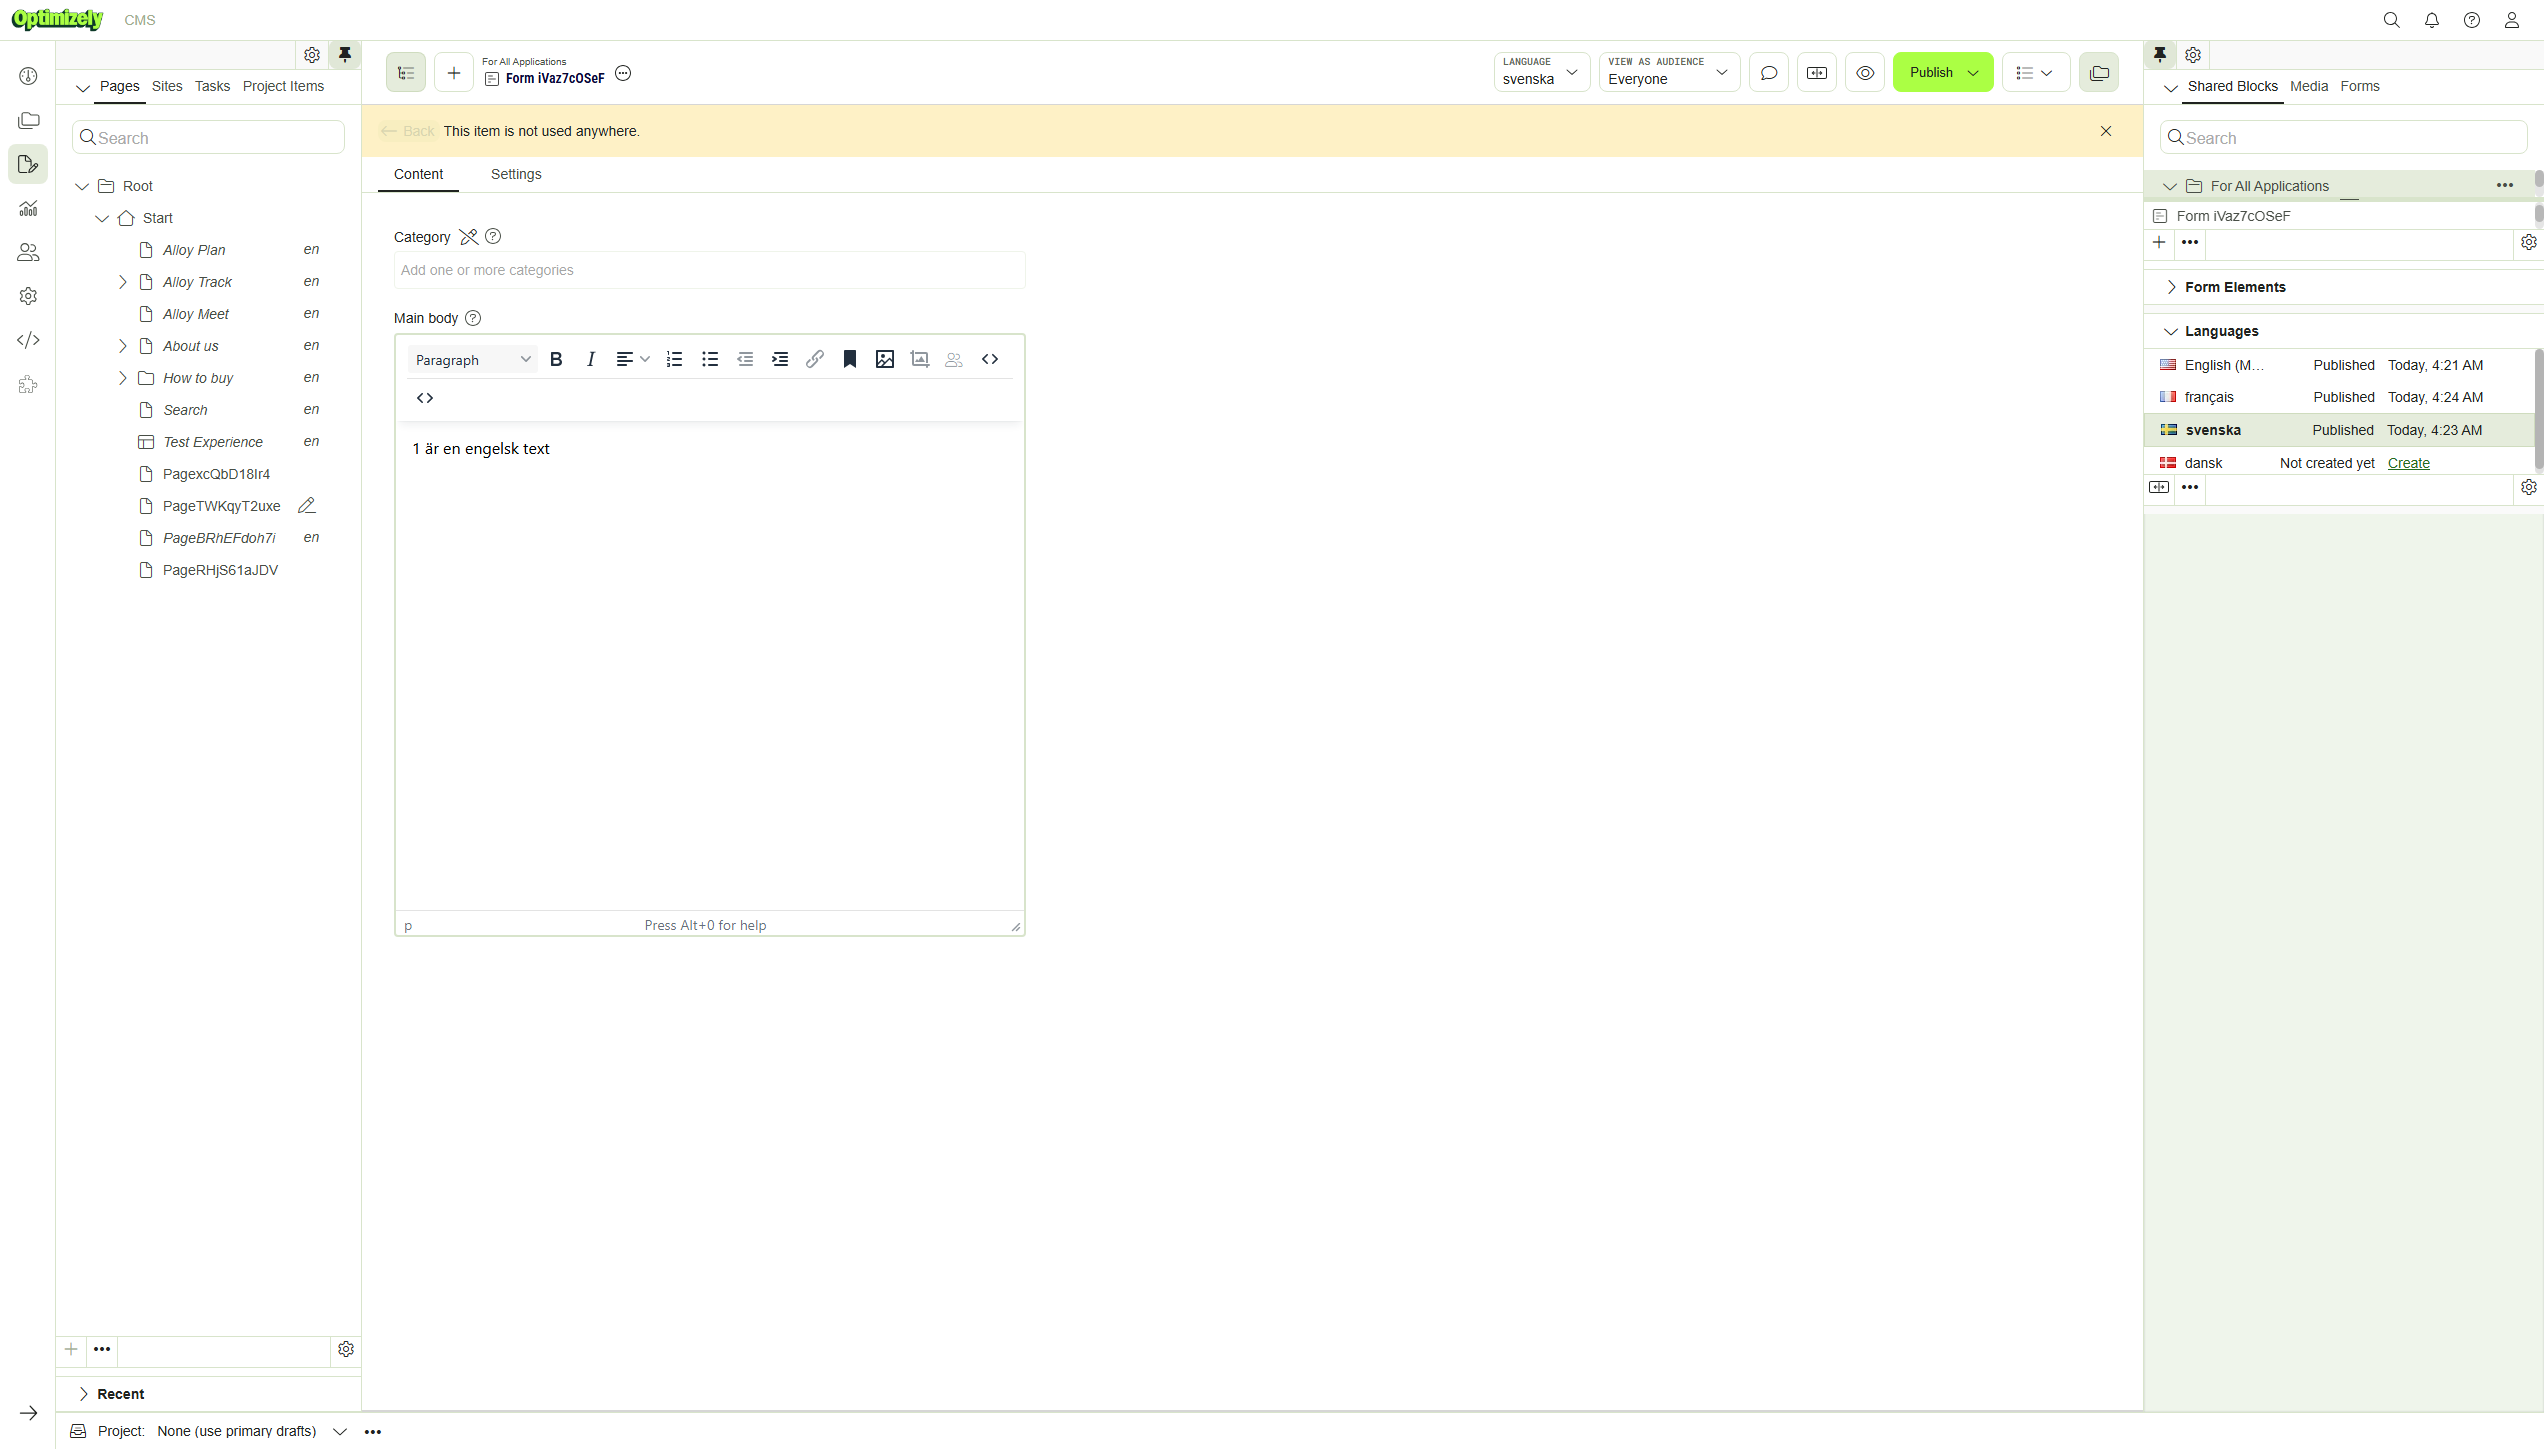 Optimizely CMS
Pages Sites Tasks Project Items
Search
Root
Start
Alloy Plan en
Alloy Track en
Alloy Meet en
About us en
How to buy en
Search en
Test Experience en
PagexcQbD18Ir4
PageTWKqyT2uxe
PageBRhEFdoh7i en
PageRHjS61aJDV
Recent
Project: None (use primary drafts)
For All Applications
Form iVaz7cOSeF
LANGUAGE
svenska
VIEW AS AUDIENCE
Everyone
Publish
Back This item is not used anywhere.
Content Settings
Category
Add one or more categories
Main body
Paragraph
1 är en engelsk text
p Press Alt+0 for help
Shared Blocks Media Forms
Search
For All Applications
Form iVaz7cOSeF
Form Elements
Languages
English (M... Published Today, 4:21 AM
français Published Today, 4:24 AM
svenska Published Today, 4:23 AM
dansk Not created yet Create